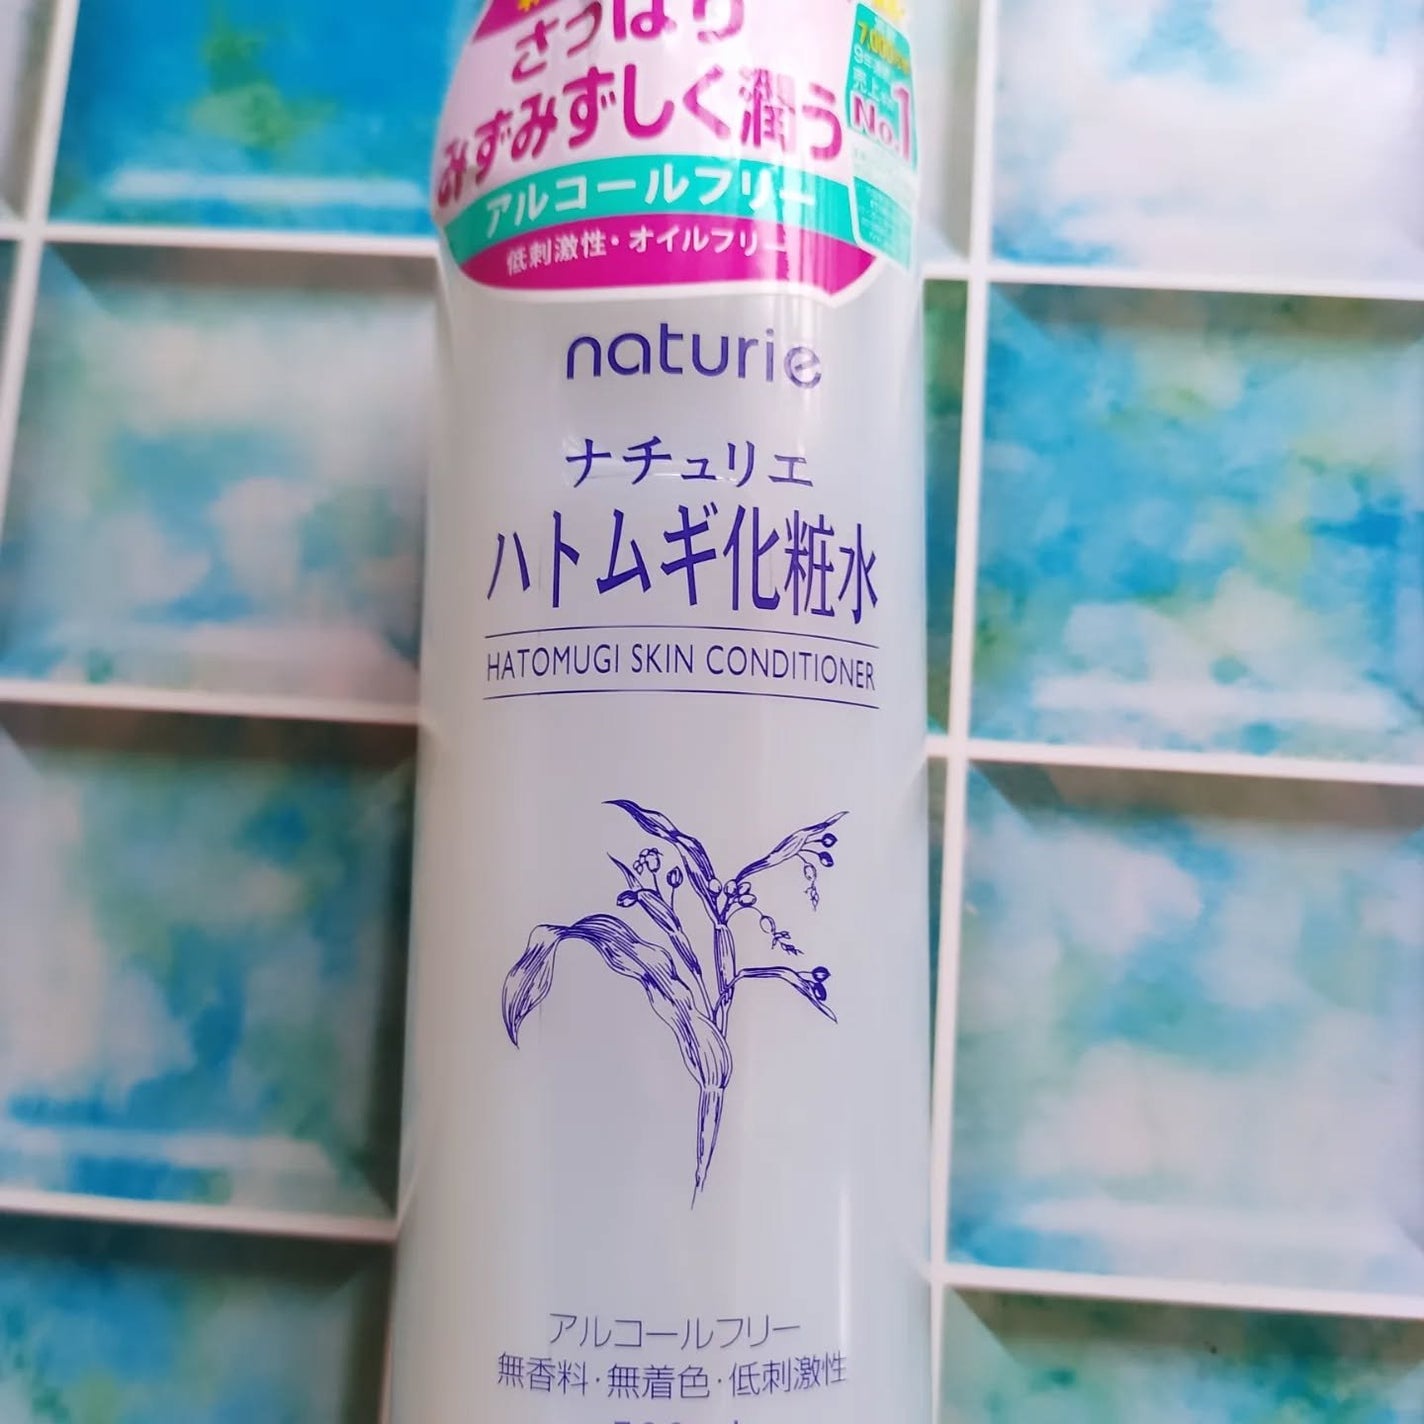 さっぱり
みずみずしく潤う
アルコールフリー
低刺激性・オイルフリー
No.1
naturie
ナチュリエ
ハトムギ化粧水
HATOMUGI SKIN CONDITIONER
アルコールフリー
無香料・無着色・低刺激性